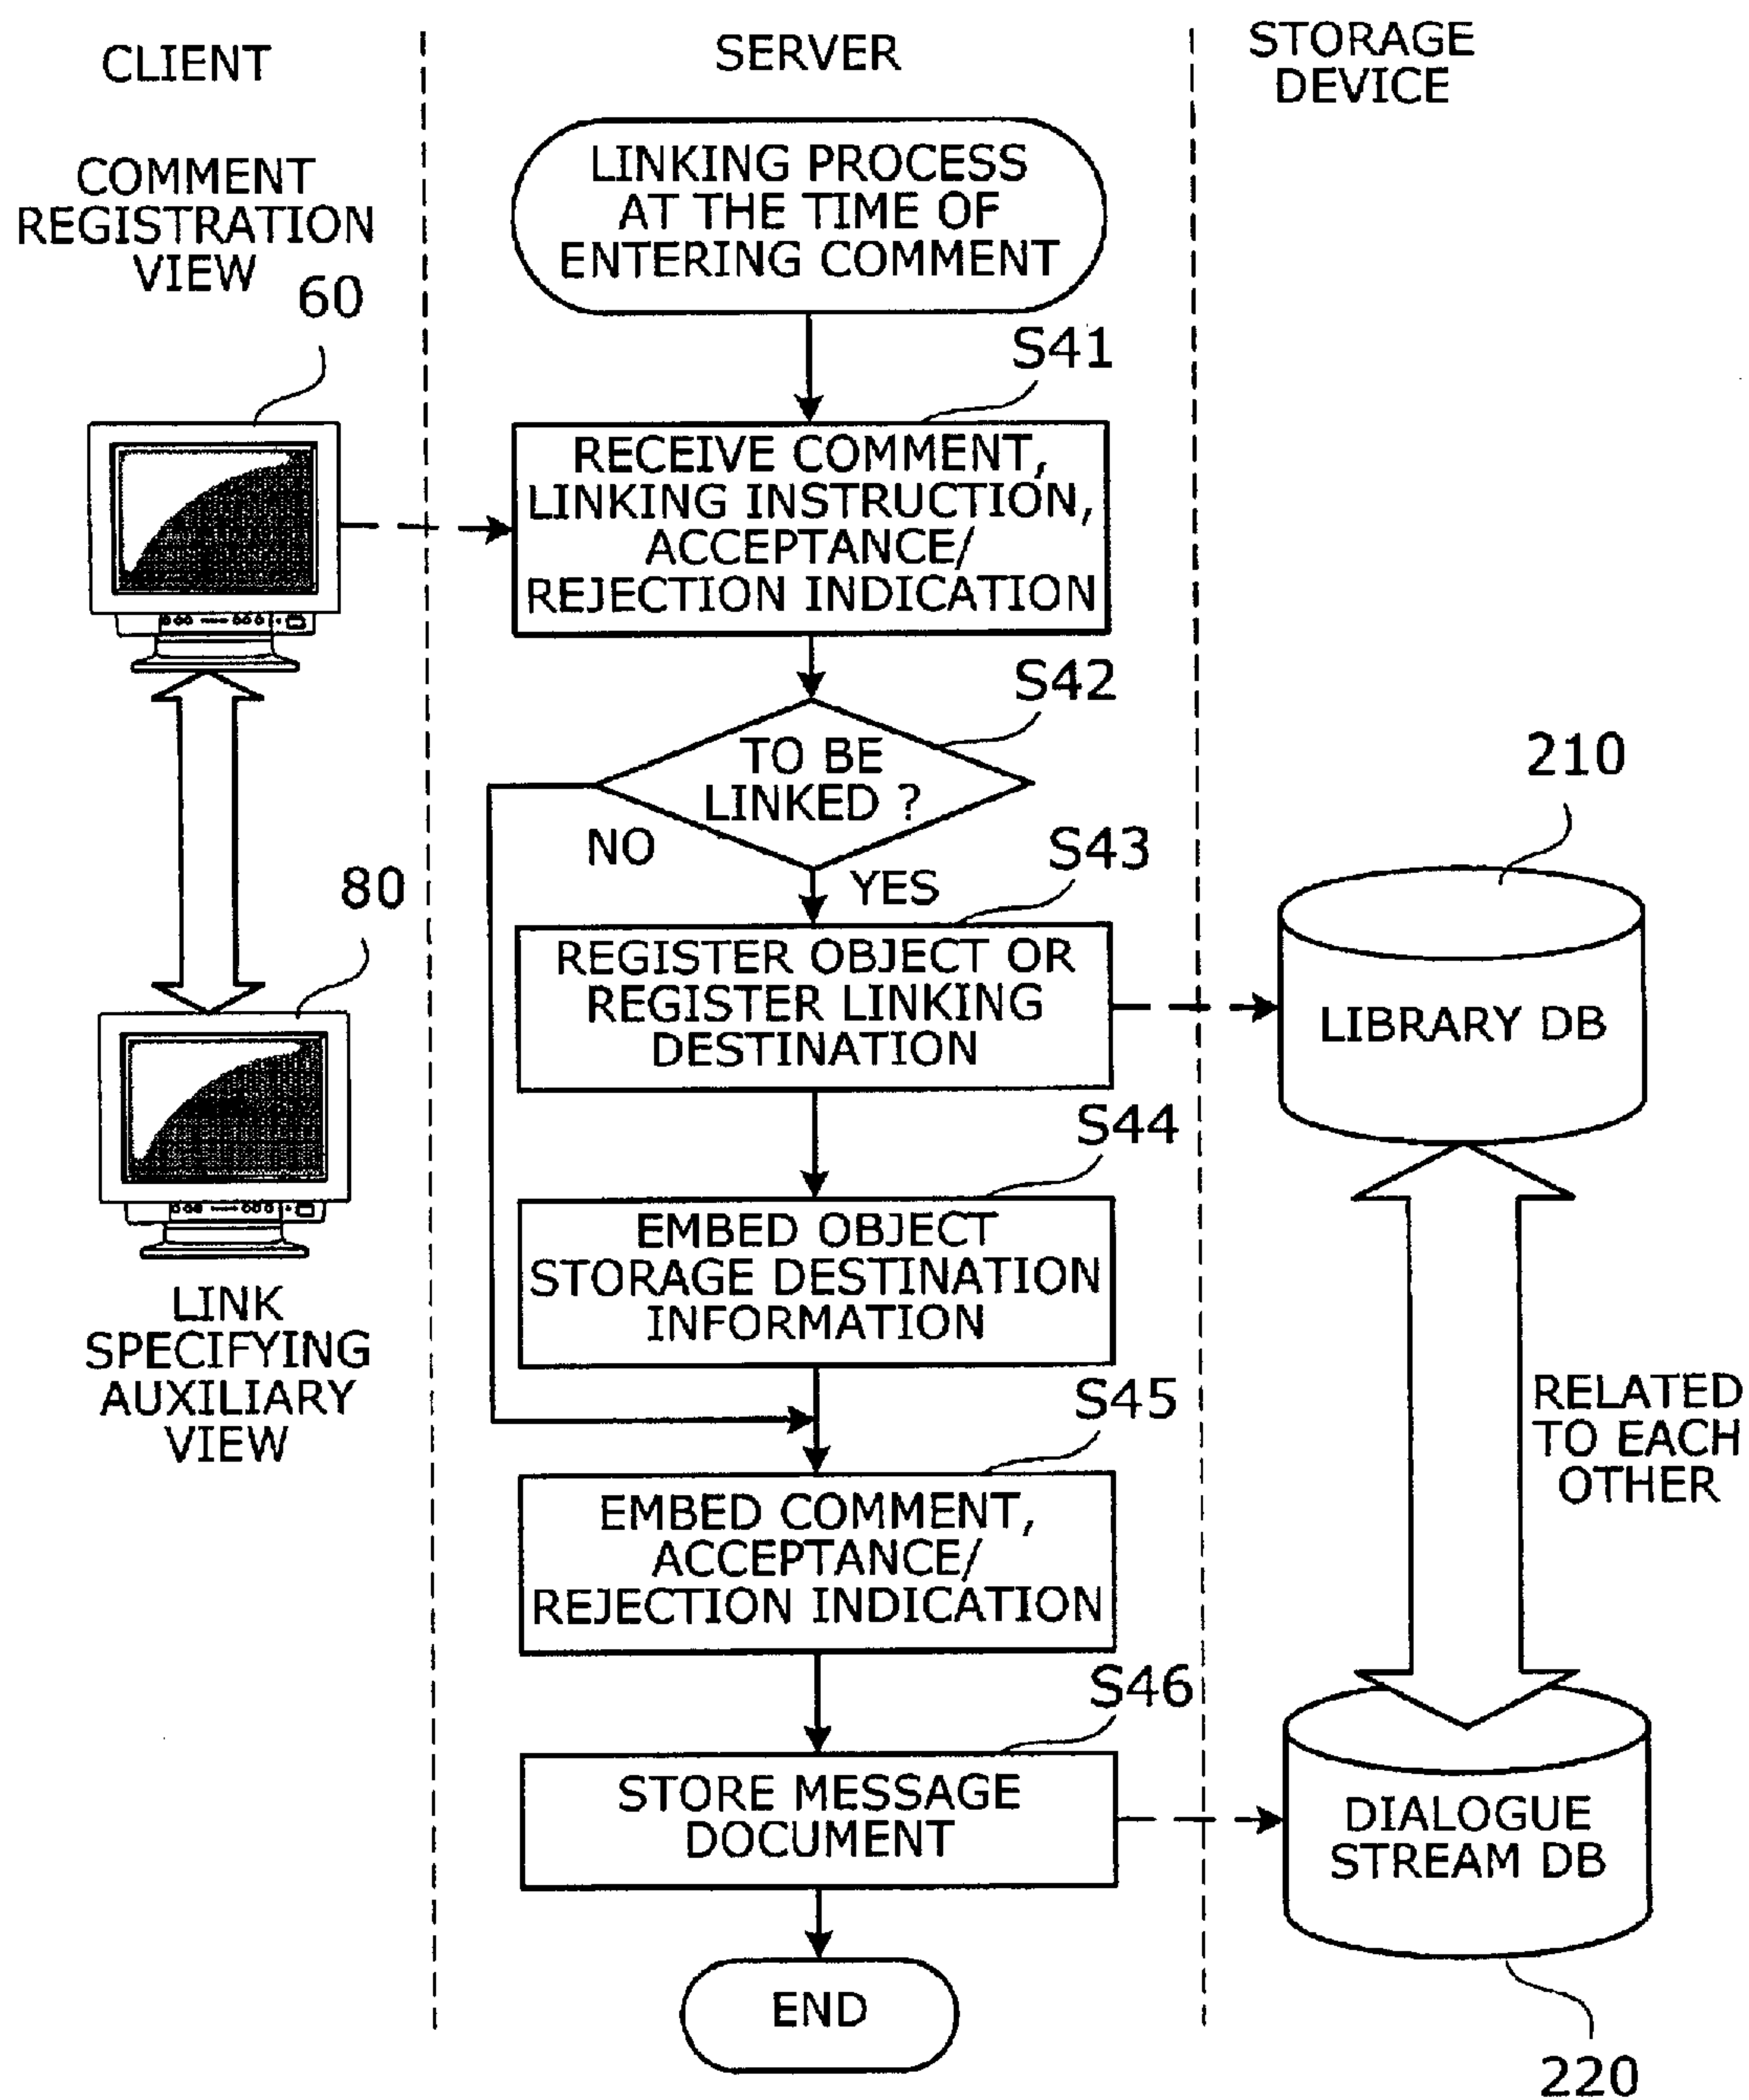 CLIENT
SERVER
STORAGE
DEVICE
COMMENT
REGISTRATION
VIEW
60
LINKING PROCESS
AT THE TIME OF
ENTERING COMMENT
S41
RECEIVE COMMENT,
LINKING INSTRUCTION,
ACCEPTANCE/
REJECTION INDICATION
S42
TO BE
LINKED ?
NO
YES
S43
REGISTER OBJECT OR
REGISTER LINKING
DESTINATION
210
LIBRARY DB
80
LINK
SPECIFYING
AUXILIARY
VIEW
S44
EMBED OBJECT
STORAGE DESTINATION
INFORMATION
S45
EMBED COMMENT,
ACCEPTANCE/
REJECTION INDICATION
RELATED
TO EACH
OTHER
S46
STORE MESSAGE
DOCUMENT
DIALOGUE
STREAM DB
220
END